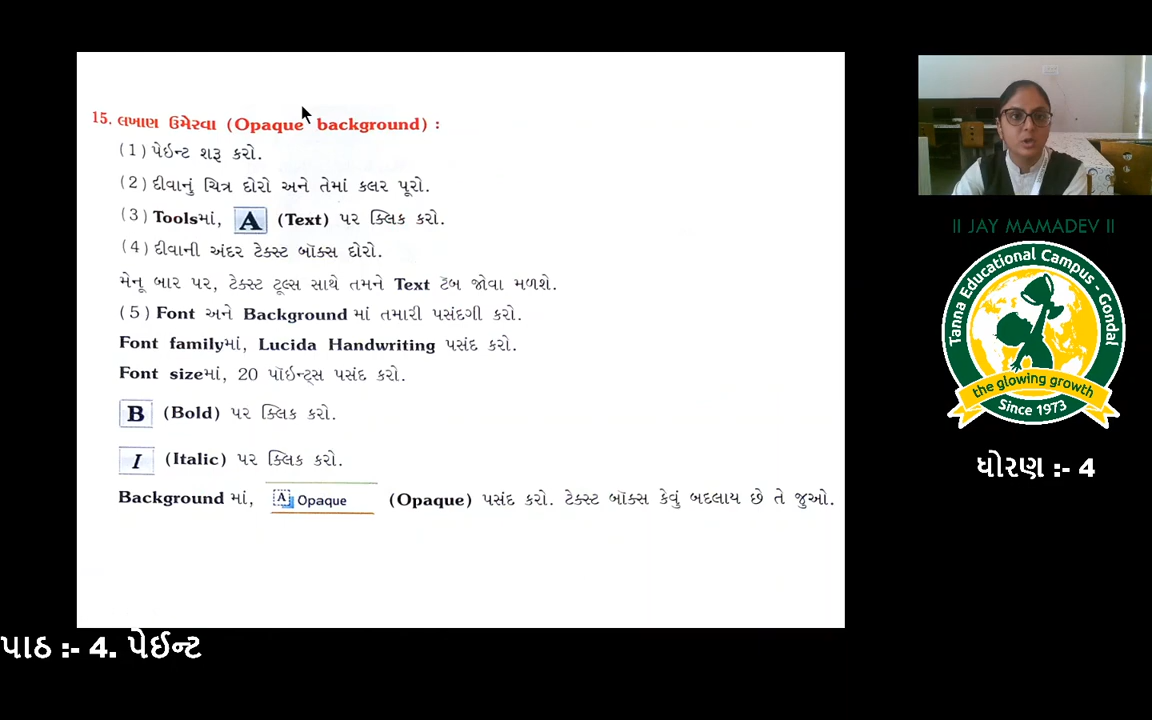 15. લખાણ ઉમેરવા (Opaque background) :
(1) પેઇન્ટ શરૂ કરો.
(2) દીવાનું ચિત્ર દોરો અને તેમાં કલર પૂરો.
(3) Toolsમાં, A (Text) પર ક્લિક કરો.
(4) દીવાની અંદર ટેક્સ્ટ બૉક્સ દોરો.
મેનૂ બાર પર, ટેક્સ્ટ ટૂલ્સ સાથે તમને Text ટૅબ જોવા મળશે.
(5) Font અને Background માં તમારી પસંદગી કરો.
Font familyમાં, Lucida Handwriting પસંદ કરો.
Font sizeમાં, 20 પૉઇન્ટ્સ પસંદ કરો.
B (Bold) પર ક્લિક કરો.
I (Italic) પર ક્લિક કરો.
Background માં, A Opaque (Opaque) પસંદ કરો. ટેક્સ્ટ બૉક્સ કેવું બદલાય છે તે જુઓ.
પાઠ :- 4. પેઈન્ટ
॥ JAY MAMADEV ॥
Tanna Educational Campus - Gondal
the glowing growth
Since 1973
ધોરણ :- 4